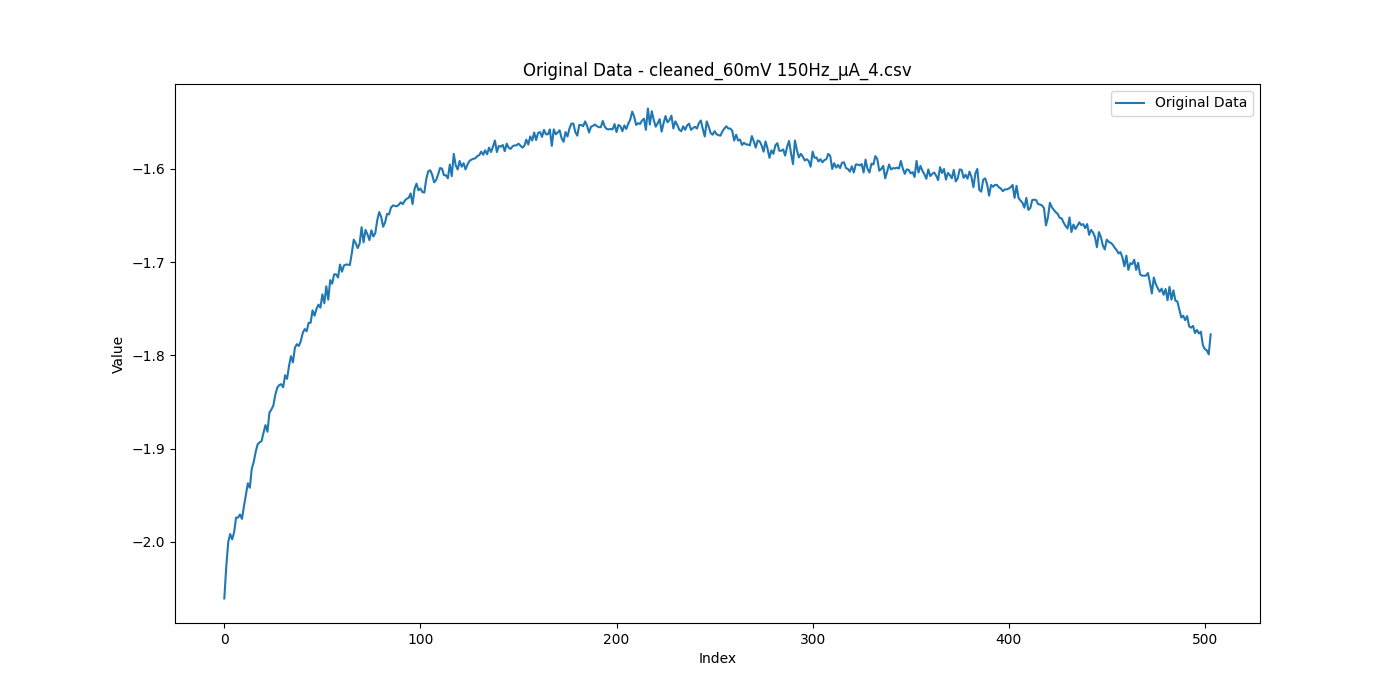 Original Data - cleaned_60mV 150Hz_µA_4.csv
Original Data
−1.6
−1.7
−1.8
−1.9
−2.0
Value
0 100 200 300 400 500
Index